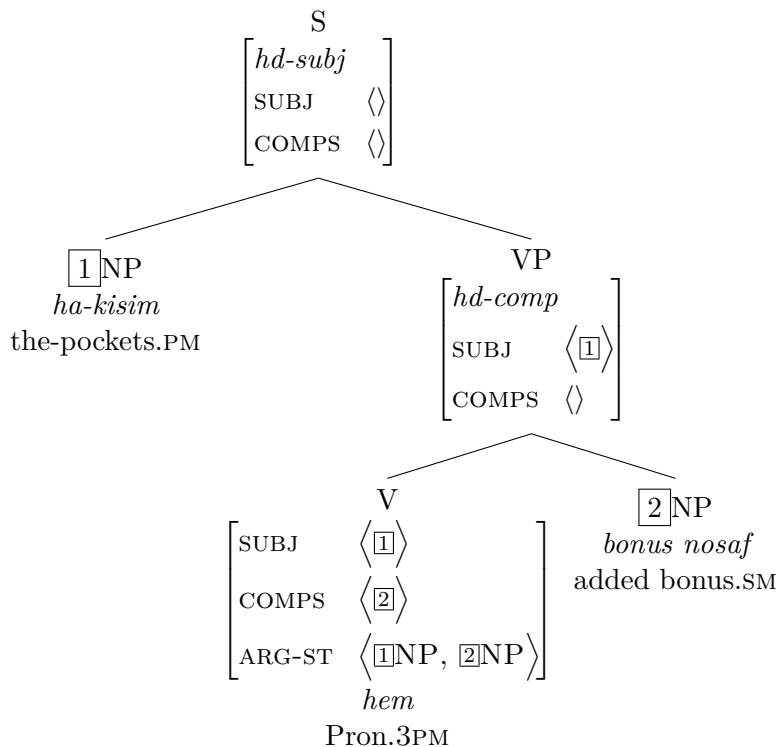 S
hd-subj
SUBJ ⟨⟩
COMPS ⟨⟩
1 NP
ha-kisim
the-pockets.PM
VP
hd-comp
SUBJ ⟨1⟩
COMPS ⟨⟩
V
SUBJ ⟨1⟩
COMPS ⟨2⟩
ARG-ST ⟨1NP, 2NP⟩
hem
Pron.3PM
2 NP
bonus nosaf
added bonus.SM